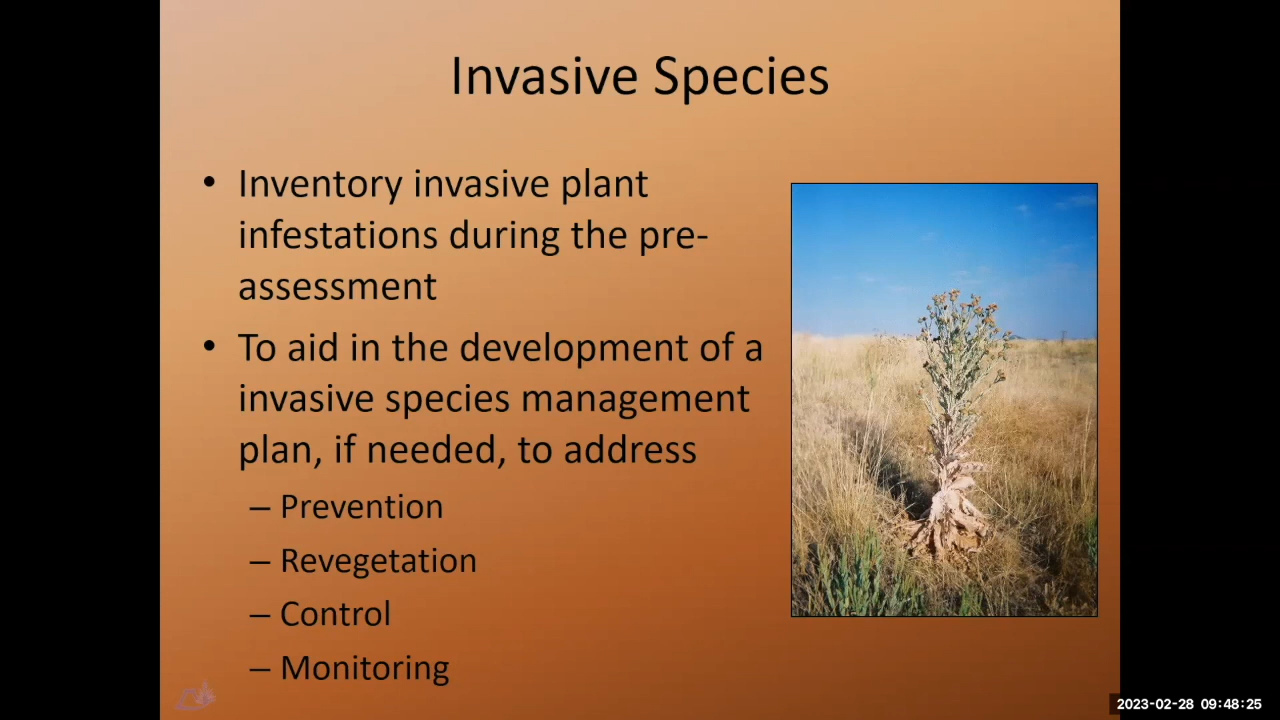 Invasive Species
• Inventory invasive plant
infestations during the pre-
assessment
• To aid in the development of a
invasive species management
plan, if needed, to address
– Prevention
– Revegetation
– Control
– Monitoring
2023-02-28 09:48:25